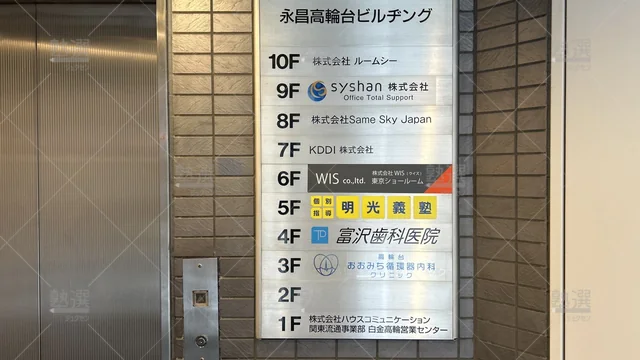 永昌高輪台ビルヂング
10F 株式会社 ルームシー
9F syshan 株式会社
Office Total Support
8F 株式会社Same Sky Japan
7F KDDI 株式会社
6F WIS co.,ltd. 株式会社 WIS(ウイズ)
東京ショールーム
5F 個別指導 明光義塾
4F 富沢歯科医院
3F 高輪台
おおみち循環器内科
クリニック
2F
1F 株式会社ハウスコミュニケーション
関東流通事業部 白金高輪営業センター